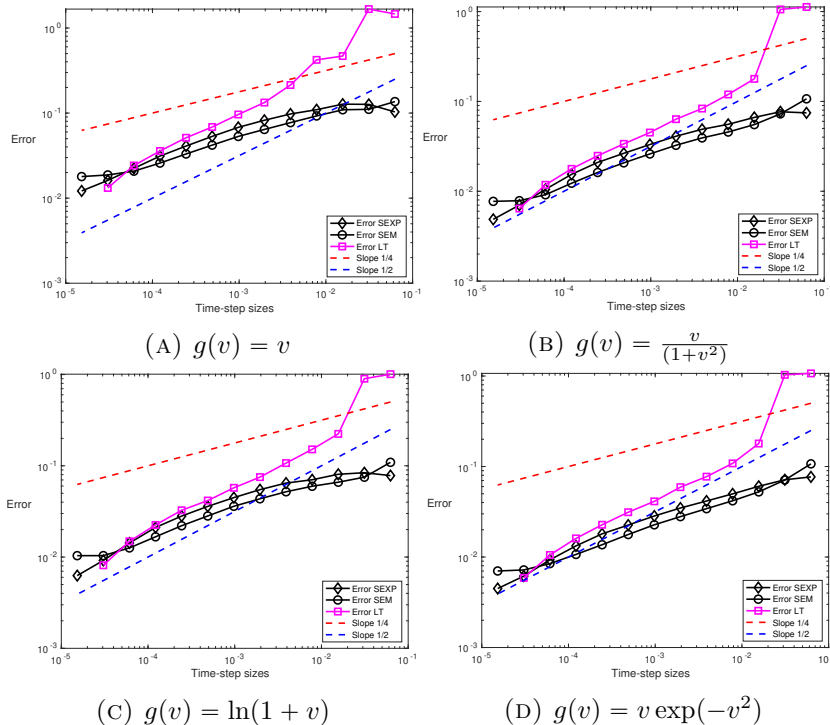 10^0
10^-1
Error
10^-2
10^-3
10^-5 10^-4 10^-3 10^-2 10^-1
Time-step sizes
Error SEXP
Error SEM
Error LT
Slope 1/4
Slope 1/2
(A) g(v) = v
10^0
10^-1
Error
10^-2
10^-3
10^-5 10^-4 10^-3 10^-2 10^-1
Time-step sizes
Error SEXP
Error SEM
Error LT
Slope 1/4
Slope 1/2
(B) g(v) = v/(1+v^2)
10^0
10^-1
Error
10^-2
10^-3
10^-5 10^-4 10^-3 10^-2 10^-1
Time-step sizes
Error SEXP
Error SEM
Error LT
Slope 1/4
Slope 1/2
(C) g(v) = ln(1 + v)
10^0
10^-1
Error
10^-2
10^-3
10^-5 10^-4 10^-3 10^-2 10^-1
Time-step sizes
Error SEXP
Error SEM
Error LT
Slope 1/4
Slope 1/2
(D) g(v) = v exp(−v^2)